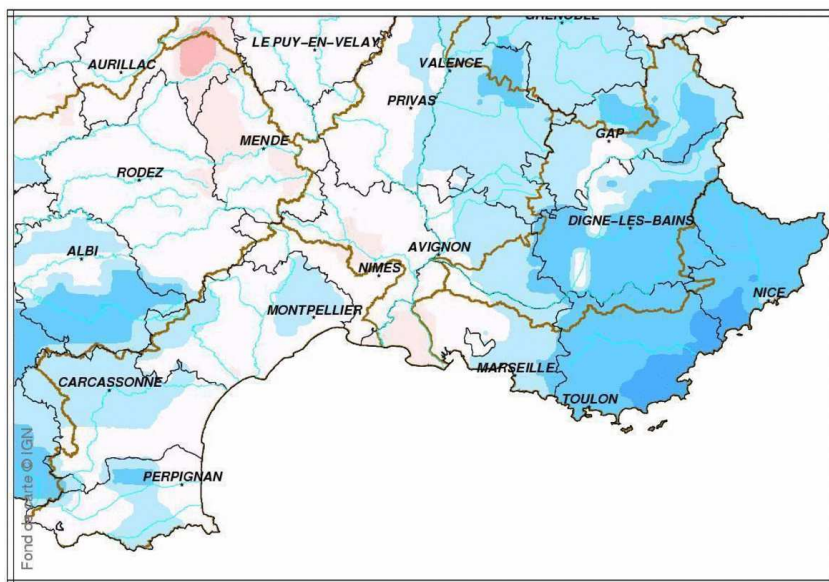 GRENOBLE
LE PUY-EN-VELAY
AURILLAC
VALENCE
PRIVAS
GAP
MENDE
RODEZ
DIGNE-LES-BAINS
ALBI
AVIGNON
NIMES
NICE
MONTPELLIER
MARSEILLE
CARCASSONNE
TOULON
PERPIGNAN
Fond de carte © IGN